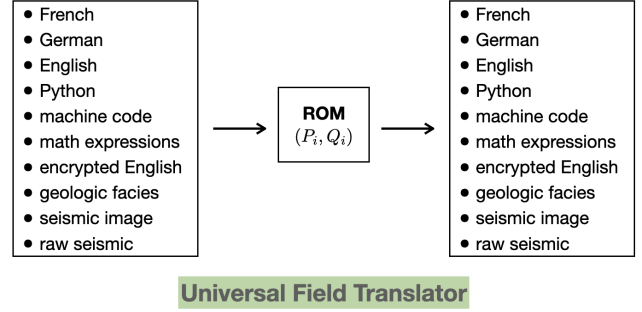 • French
• German
• English
• Python
• machine code
• math expressions
• encrypted English
• geologic facies
• seismic image
• raw seismic
ROM
(P_i, Q_i)
• French
• German
• English
• Python
• machine code
• math expressions
• encrypted English
• geologic facies
• seismic image
• raw seismic
Universal Field Translator